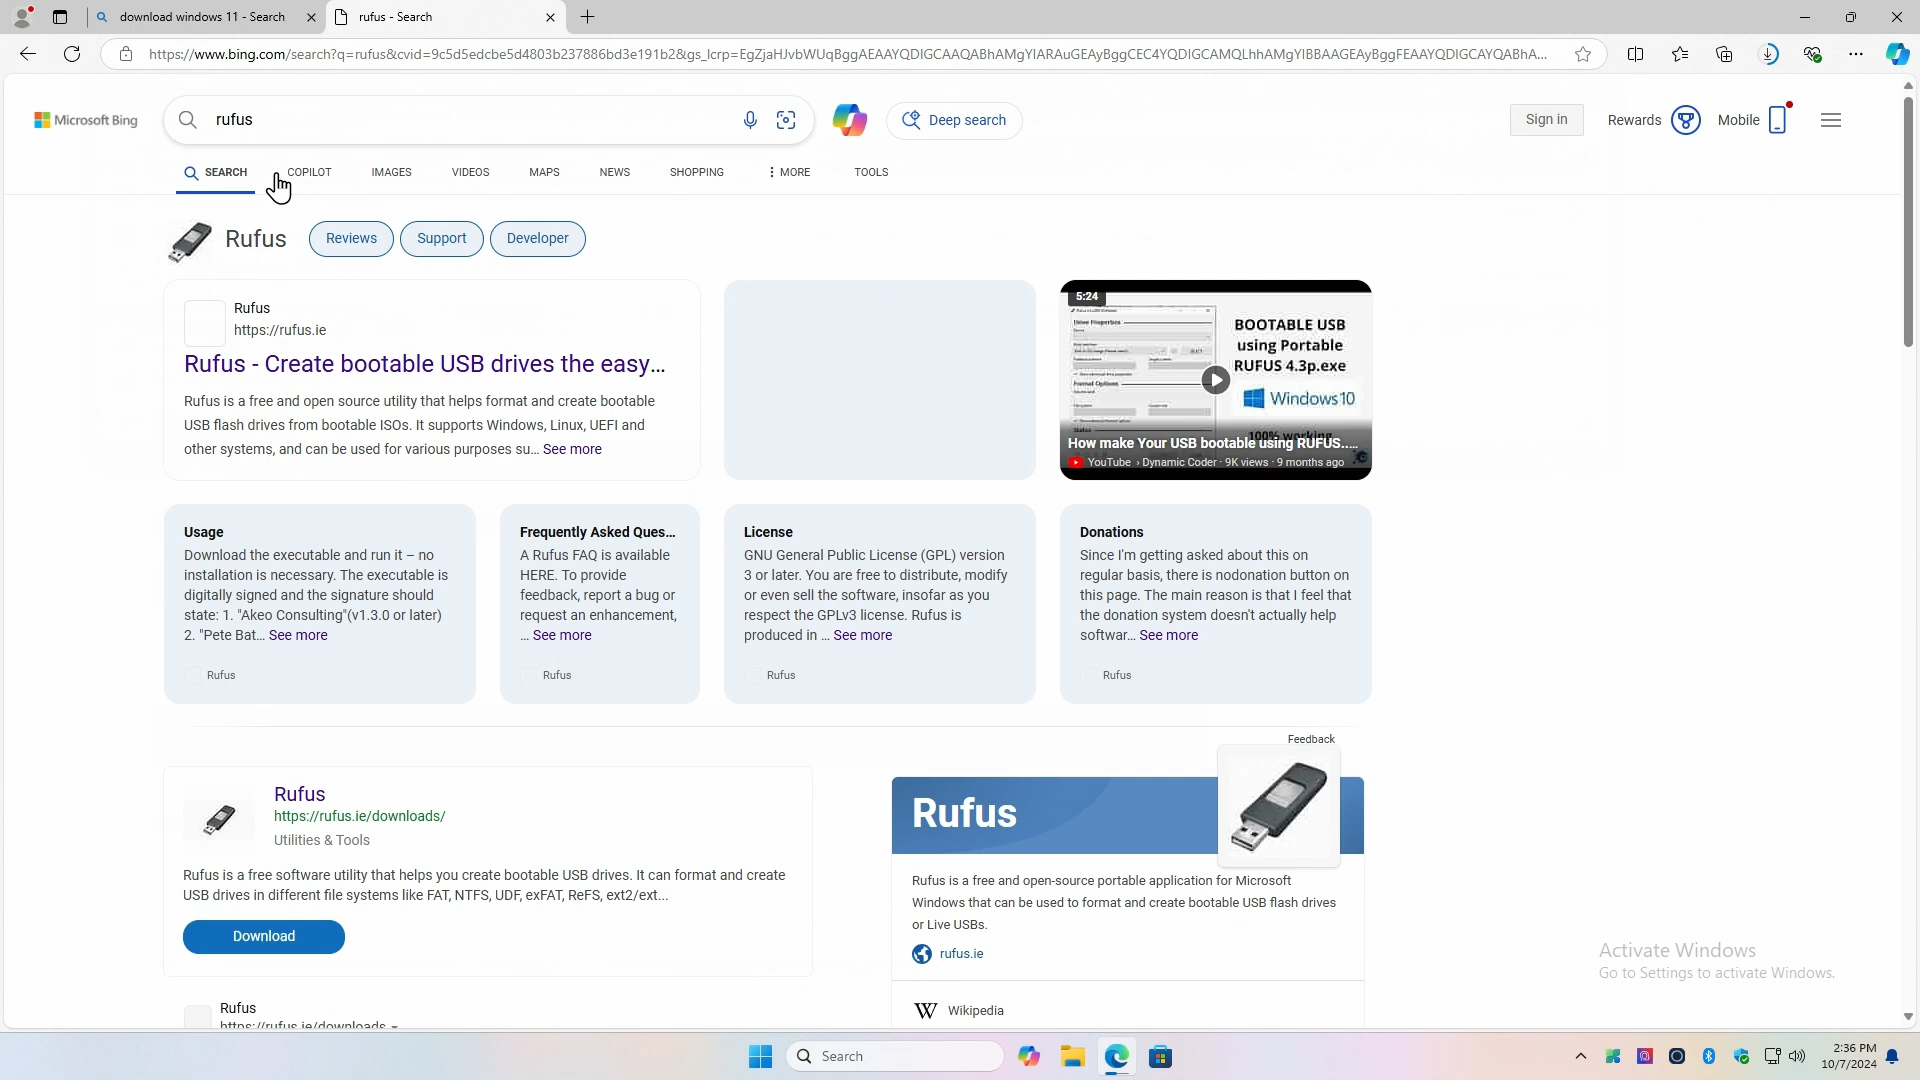 download windows 11 - Search
rufus - Search
https://www.bing.com/search?q=rufus&cvid=9c5d5edcbe5d4803b237886bd3e191b2&gs_lcrp=EgZjaHJvbWUqBggAEAAYQDIGCAAQABhAMgYIARAuGEAyBggCEC4YQDIGCAMQLhhAMgYIBBAAGEAyBggFEAAYQDIGCAYQABhA...
Microsoft Bing
rufus
Deep search
Sign in
Rewards
Mobile
SEARCH
COPILOT
IMAGES
VIDEOS
MAPS
NEWS
SHOPPING
MORE
TOOLS
Rufus
Reviews
Support
Developer
Rufus
https://rufus.ie
Rufus - Create bootable USB drives the easy...
Rufus is a free and open source utility that helps format and create bootable
USB flash drives from bootable ISOs. It supports Windows, Linux, UEFI and
other systems, and can be used for various purposes su... See more
5:24
BOOTABLE USB
using Portable
RUFUS 4.3p.exe
Windows10
100% working
How make Your USB bootable using RUFUS.....
YouTube › Dynamic Coder · 9K views · 9 months ago
Usage
Download the executable and run it – no
installation is necessary. The executable is
digitally signed and the signature should
state: 1. "Akeo Consulting"(v1.3.0 or later)
2. "Pete Bat... See more
Rufus
Frequently Asked Ques...
A Rufus FAQ is available
HERE. To provide
feedback, report a bug or
request an enhancement,
... See more
Rufus
License
GNU General Public License (GPL) version
3 or later. You are free to distribute, modify
or even sell the software, insofar as you
respect the GPLv3 license. Rufus is
produced in ... See more
Rufus
Donations
Since I'm getting asked about this on
regular basis, there is nodonation button on
this page. The main reason is that I feel that
the donation system doesn't actually help
softwar... See more
Rufus
Feedback
Rufus
https://rufus.ie/downloads/
Utilities & Tools
Rufus is a free software utility that helps you create bootable USB drives. It can format and create
USB drives in different file systems like FAT, NTFS, UDF, exFAT, ReFS, ext2/ext...
Download
Rufus
https://rufus.ie/downloads
Rufus
Rufus is a free and open-source portable application for Microsoft
Windows that can be used to format and create bootable USB flash drives
or Live USBs.
rufus.ie
Wikipedia
Activate Windows
Go to Settings to activate Windows.
Search
2:36 PM
10/7/2024